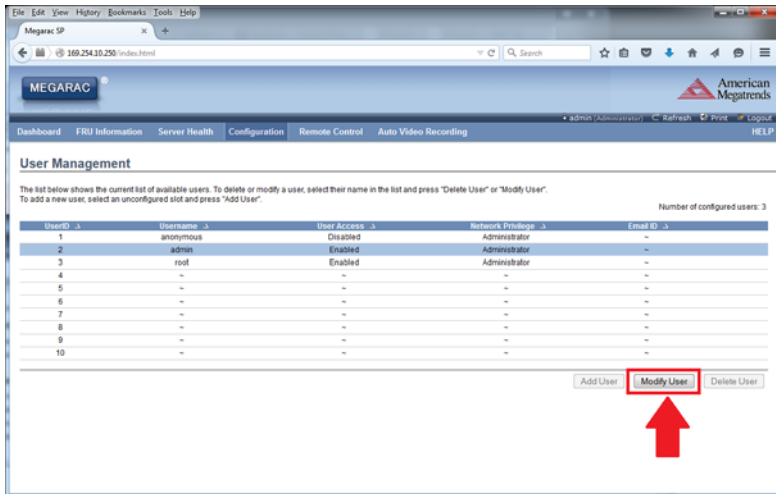 File Edit View History Bookmarks Tools Help
Megarac SP
169.254.10.250/index.html
Search
MEGARAC
American
Megatrends
admin (Administrator) Refresh Print Logout
Dashboard FRU Information Server Health Configuration Remote Control Auto Video Recording HELP
User Management
The list below shows the current list of available users. To delete or modify a user, select their name in the list and press "Delete User" or "Modify User".
To add a new user, select an unconfigured slot and press "Add User".
Number of configured users: 3
UserID Username User Access Network Privilege Email ID
1 anonymous Disabled Administrator ~
2 admin Enabled Administrator ~
3 root Enabled Administrator ~
4 ~ ~ ~ ~
5 ~ ~ ~ ~
6 ~ ~ ~ ~
7 ~ ~ ~ ~
8 ~ ~ ~ ~
9 ~ ~ ~ ~
10 ~ ~ ~ ~
Add User Modify User Delete User